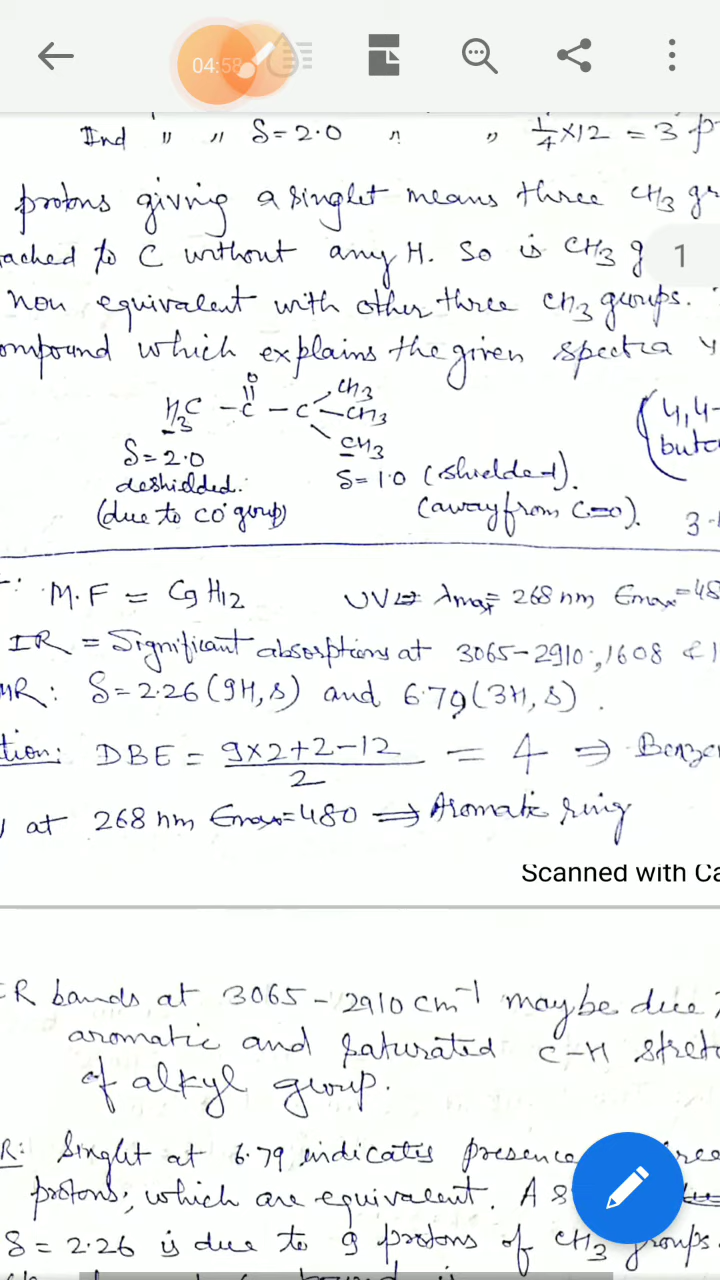 04:58
IInd " " δ=2.0 " " 1/4×12 = 3 p
protons giving a singlet means three CH3 gr
ached to C without any H. So is CH3 g
1
non equivalent with other three CH3 groups.
ompound which explains the given spectra
H3C –C(=O) –C –CH3 –CH3 –CH3
4,4-
δ=2.0
δ=1.0 (shielded).
deshielded.
(due to CO group)
(away from C=O).
3-
: M.F = C9H12 UV λmax= 268 nm Emax=48
IR = Significant absorptions at 3065–2910, 1608 & 1
MR: δ=2.26(9H,s) and 6.79(3H,s).
tion: DBE = 9×2+2–12/2 = 4 ⇒ Benze
at 268 nm Emax=480 ⇒ Aromatic ring
Scanned with Ca
R bands at 3065–2910 cm-1 maybe due
aromatic and saturated C–H stret
of alkyl group.
R: Singlet at 6.79 indicates presence ree
protons, which are equivalent. A s
δ=2.26 is due to 9 protons of CH3 groups.